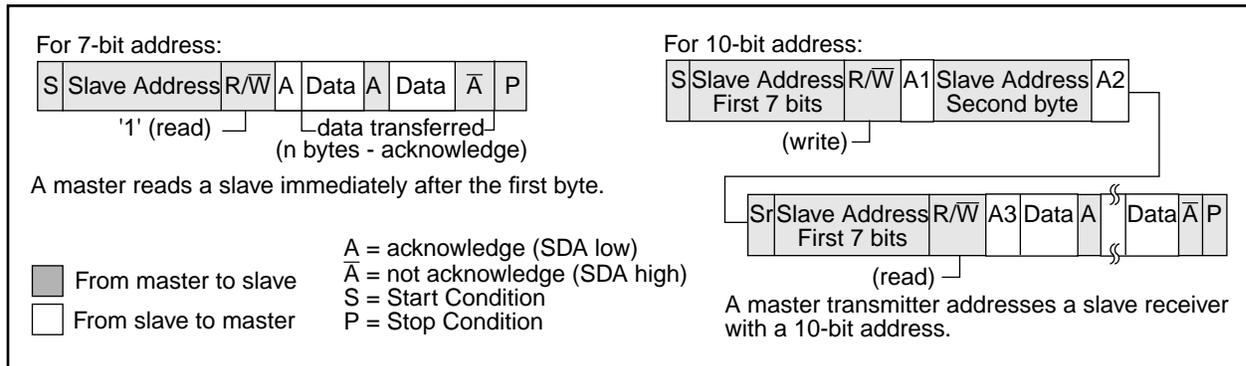 For 7-bit address:
S Slave Address R/W̅ A Data A Data A̅ P
'1' (read) data transferred
(n bytes - acknowledge)
A master reads a slave immediately after the first byte.
From master to slave
From slave to master
A = acknowledge (SDA low)
A̅ = not acknowledge (SDA high)
S = Start Condition
P = Stop Condition
For 10-bit address:
S Slave Address First 7 bits R/W̅ A1 Slave Address Second byte A2
(write)
Sr Slave Address First 7 bits R/W̅ A3 Data A Data A̅ P
(read)
A master transmitter addresses a slave receiver
with a 10-bit address.